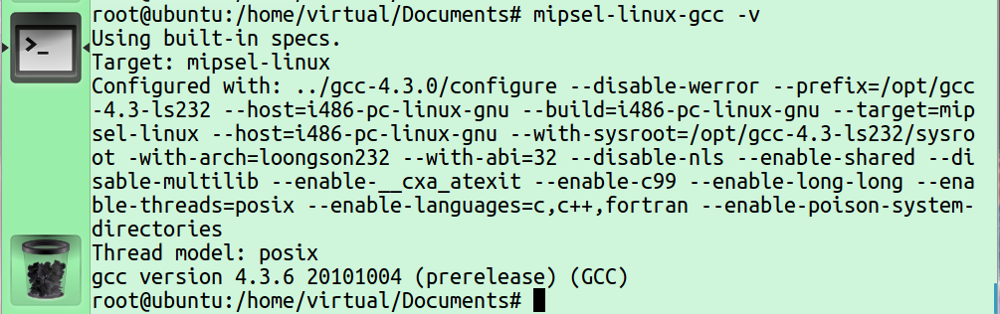 root@ubuntu:/home/virtual/Documents# mipsel-linux-gcc -v
Using built-in specs.
Target: mipsel-linux
Configured with: ../gcc-4.3.0/configure --disable-werror --prefix=/opt/gcc
-4.3-ls232 --host=i486-pc-linux-gnu --build=i486-pc-linux-gnu --target=mip
sel-linux --host=i486-pc-linux-gnu --with-sysroot=/opt/gcc-4.3-ls232/sysro
ot -with-arch=loongson232 --with-abi=32 --disable-nls --enable-shared --di
sable-multilib --enable-__cxa_atexit --enable-c99 --enable-long-long --ena
ble-threads=posix --enable-languages=c,c++,fortran --enable-poison-system-
directories
Thread model: posix
gcc version 4.3.6 20101004 (prerelease) (GCC)
root@ubuntu:/home/virtual/Documents#